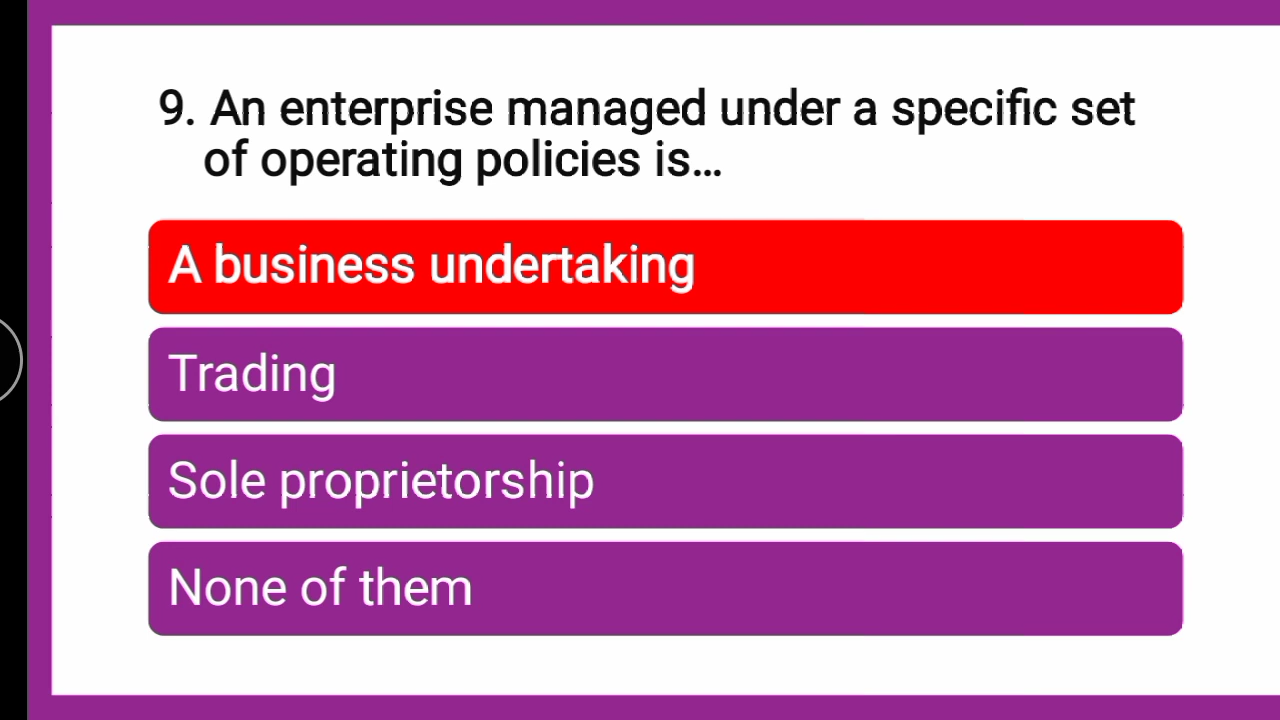 9. An enterprise managed under a specific set
of operating policies is...
A business undertaking
Trading
Sole proprietorship
None of them